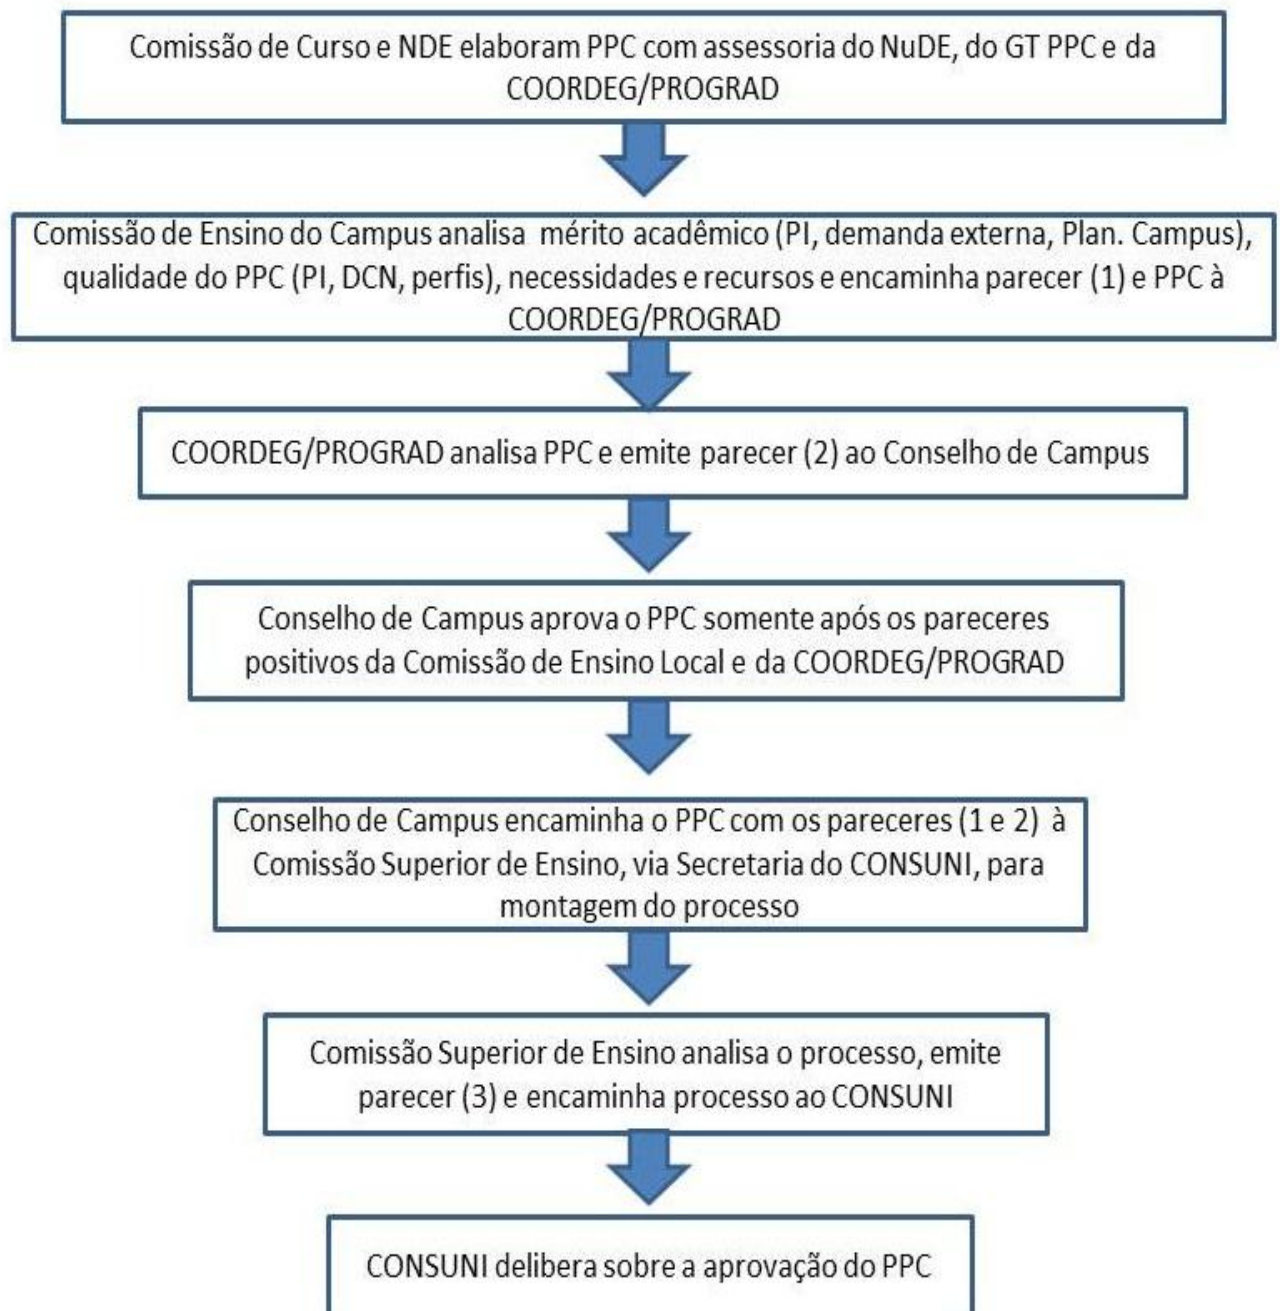 Comissão de Curso e NDE elaboram PPC com assessoria do NuDE, do GT PPC e da
COORDEG/PROGRAD
Comissão de Ensino do Campus analisa mérito acadêmico (PI, demanda externa, Plan. Campus),
qualidade do PPC (PI, DCN, perfis), necessidades e recursos e encaminha parecer (1) e PPC à
COORDEG/PROGRAD
COORDEG/PROGRAD analisa PPC e emite parecer (2) ao Conselho de Campus
Conselho de Campus aprova o PPC somente após os pareceres
positivos da Comissão de Ensino Local e da COORDEG/PROGRAD
Conselho de Campus encaminha o PPC com os pareceres (1 e 2) à
Comissão Superior de Ensino, via Secretaria do CONSUNI, para
montagem do processo
Comissão Superior de Ensino analisa o processo, emite
parecer (3) e encaminha processo ao CONSUNI
CONSUNI delibera sobre a aprovação do PPC